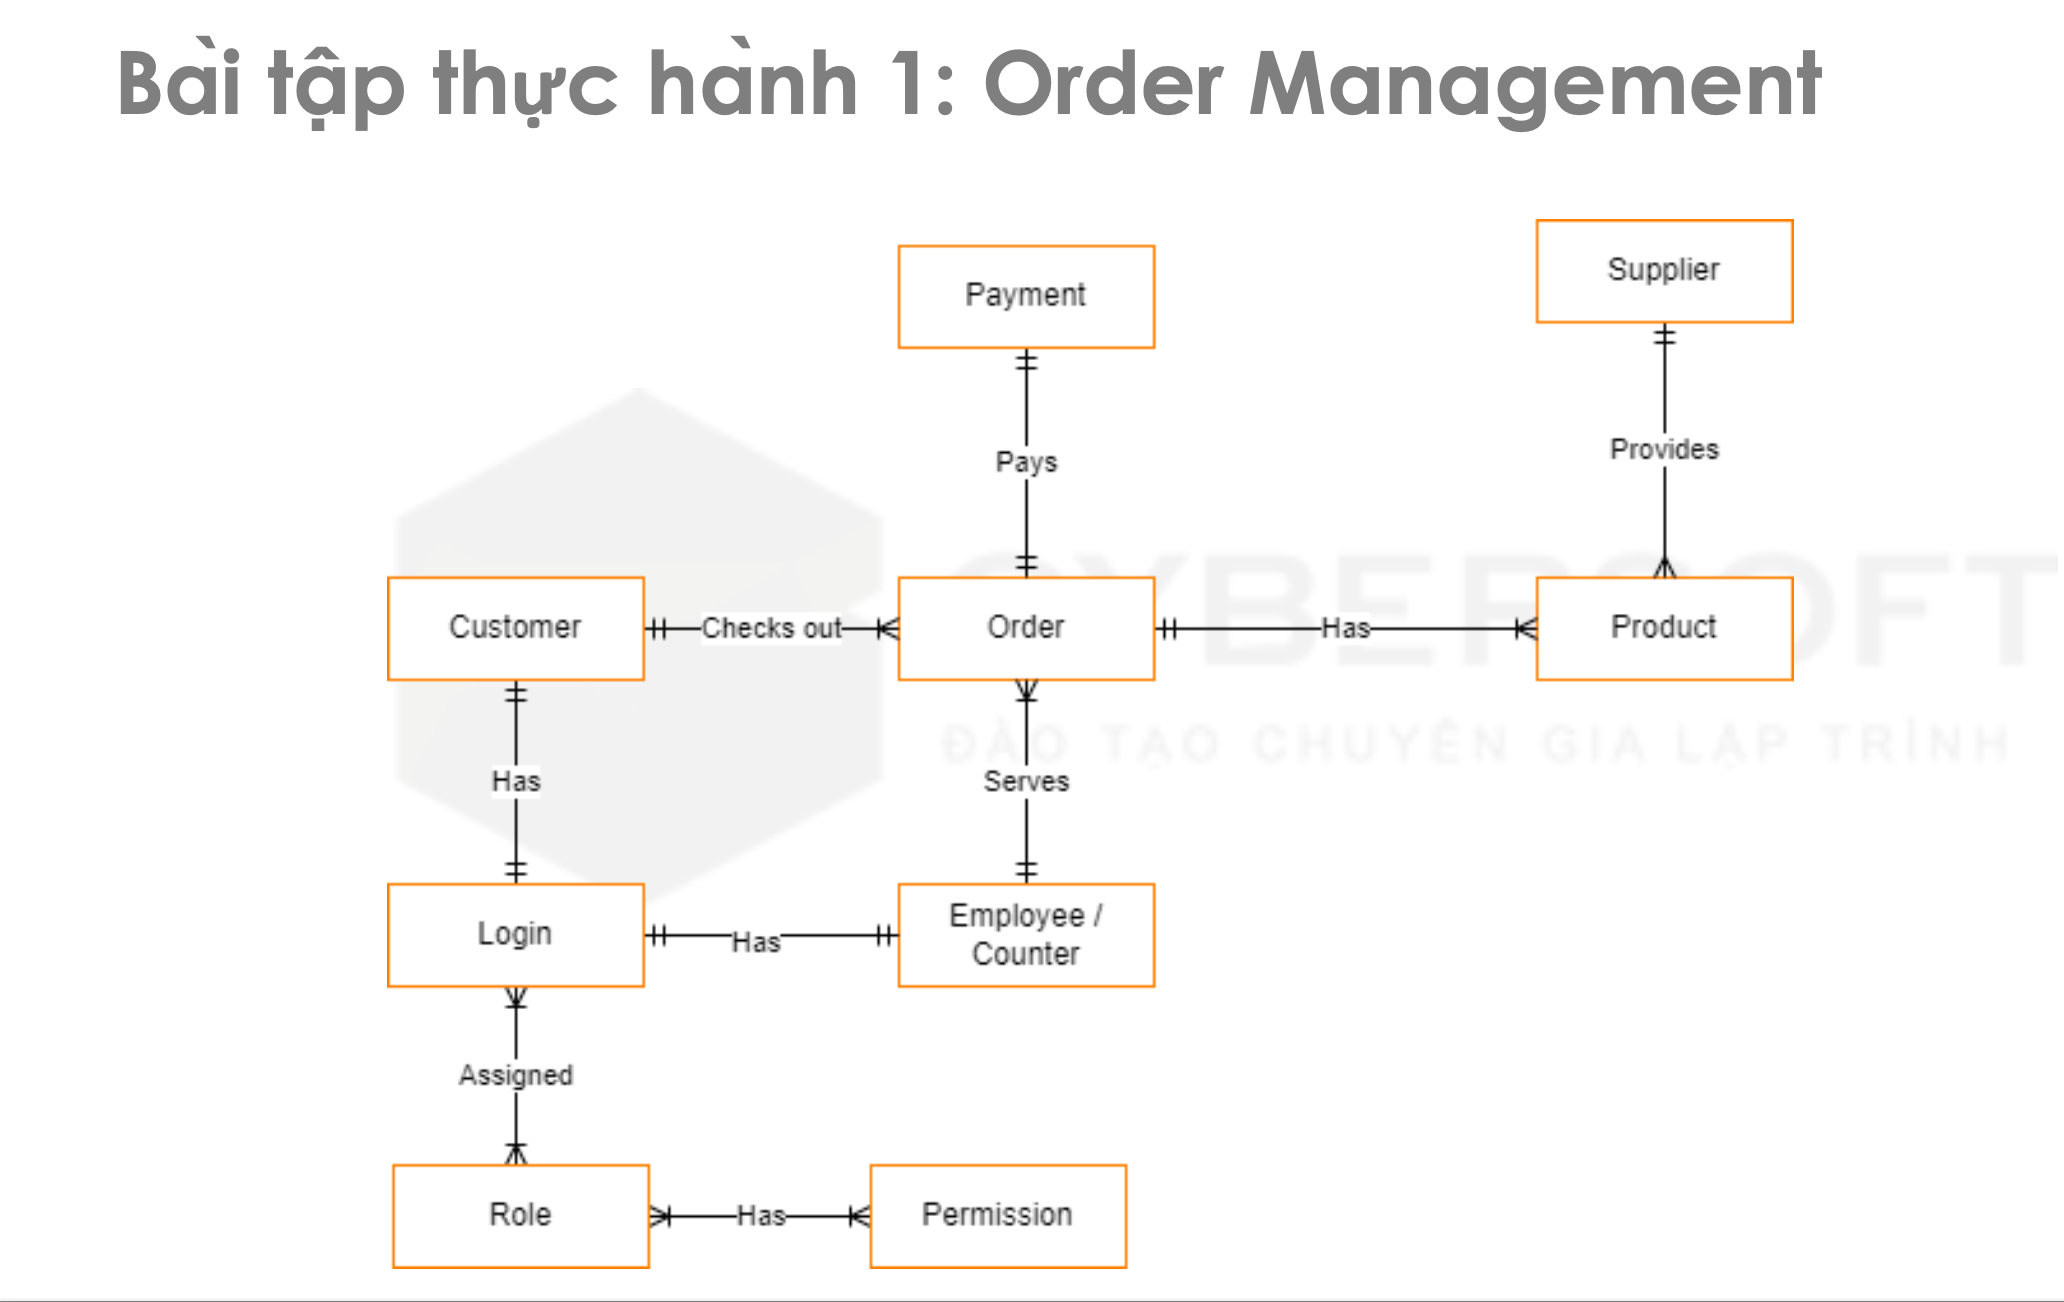 Bài tập thực hành 1: Order Management
Supplier
Payment
Provides
Pays
Customer
Checks out
Order
Has
Product
CYBERSOFT
ĐÀO TẠO CHUYÊN GIA LẬP TRÌNH
Has
Serves
Login
Has
Employee /
Counter
Assigned
Role
Has
Permission